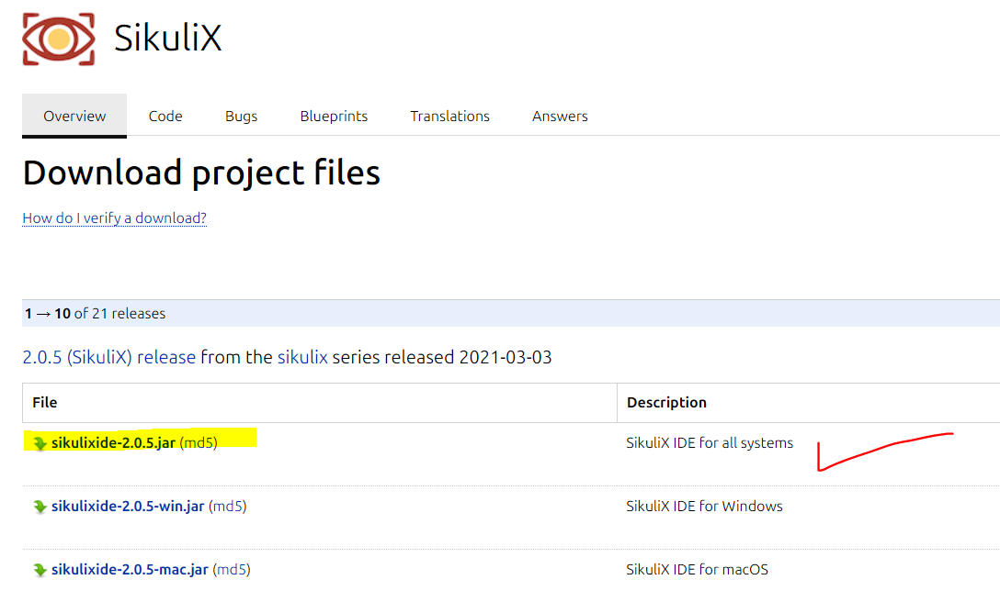 SikuliX
Overview Code Bugs Blueprints Translations Answers
Download project files
How do I verify a download?
1 → 10 of 21 releases
2.0.5 (SikuliX) release from the sikulix series released 2021-03-03
File Description
sikulixide-2.0.5.jar (md5) SikuliX IDE for all systems
sikulixide-2.0.5-win.jar (md5) SikuliX IDE for Windows
sikulixide-2.0.5-mac.jar (md5) SikuliX IDE for macOS